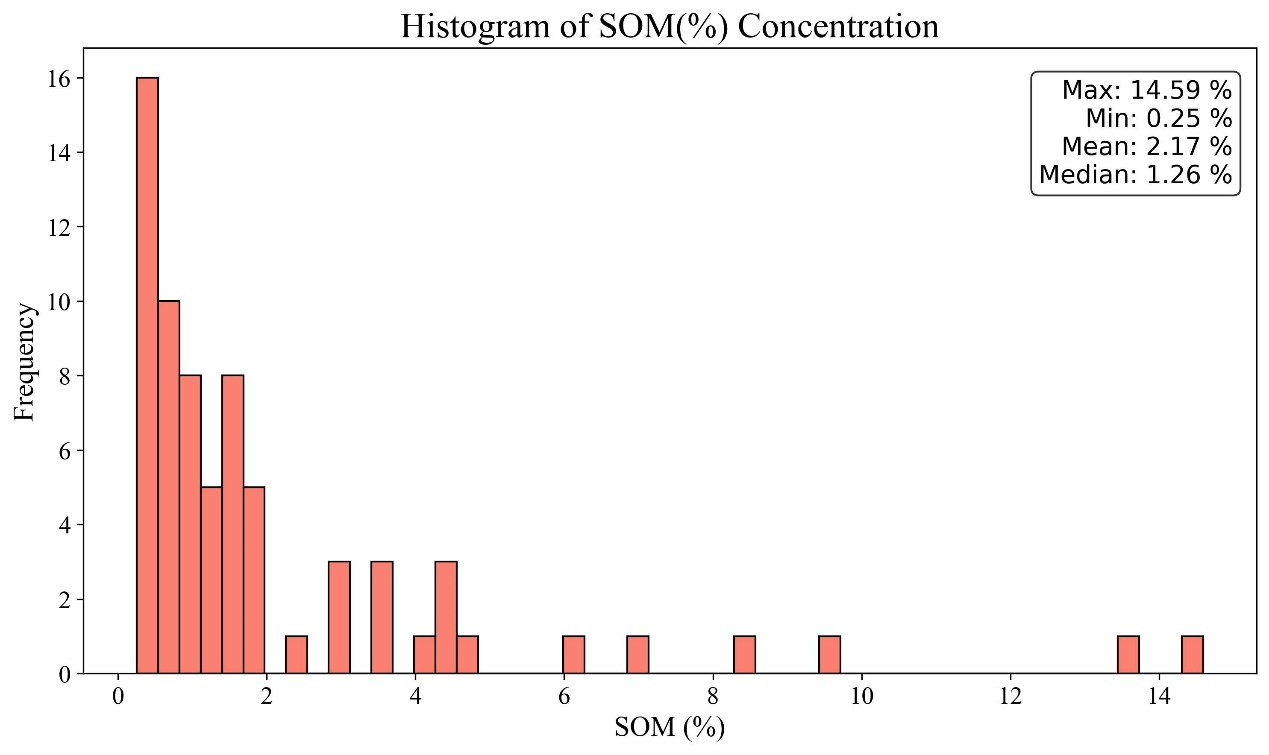 Histogram of SOM(%) Concentration
Max: 14.59 %
Min: 0.25 %
Mean: 2.17 %
Median: 1.26 %
Frequency
16
14
12
10
8
6
4
2
0
0 2 4 6 8 10 12 14
SOM (%)